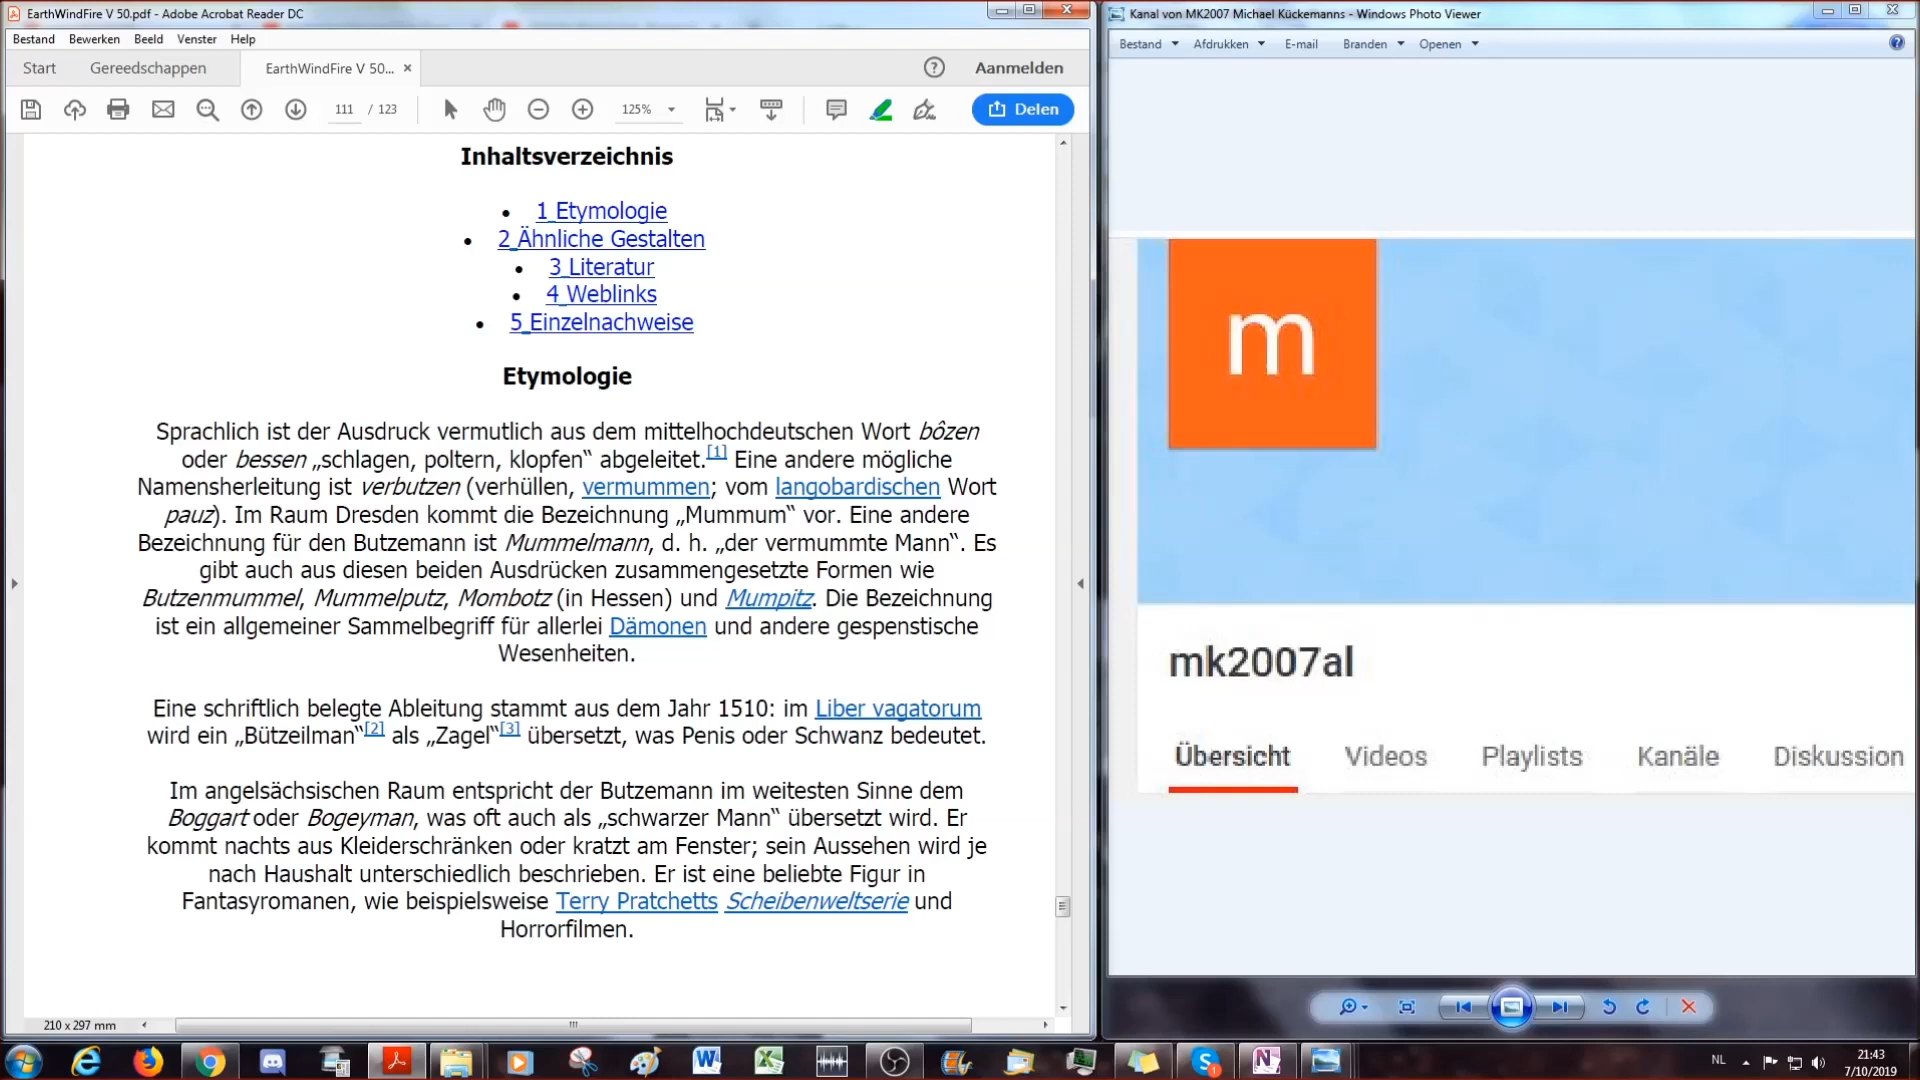 EarthWindFire V 50.pdf - Adobe Acrobat Reader DC
Bestand Bewerken Beeld Venster Help
Start Gereedschappen EarthWindFire V 50... × Aanmelden
111 / 123 125% Delen
Inhaltsverzeichnis
• 1 Etymologie
• 2 Ähnliche Gestalten
• 3 Literatur
• 4 Weblinks
• 5 Einzelnachweise
Etymologie
Sprachlich ist der Ausdruck vermutlich aus dem mittelhochdeutschen Wort bôzen
oder bessen „schlagen, poltern, klopfen“ abgeleitet.[1] Eine andere mögliche
Namensherleitung ist verbutzen (verhüllen, vermummen; vom langobardischen Wort
pauz). Im Raum Dresden kommt die Bezeichnung „Mummum“ vor. Eine andere
Bezeichnung für den Butzemann ist Mummelmann, d. h. „der vermummte Mann“. Es
gibt auch aus diesen beiden Ausdrücken zusammengesetzte Formen wie
Butzenmummel, Mummelputz, Mombotz (in Hessen) und Mumpitz. Die Bezeichnung
ist ein allgemeiner Sammelbegriff für allerlei Dämonen und andere gespenstische
Wesenheiten.
Eine schriftlich belegte Ableitung stammt aus dem Jahr 1510: im Liber vagatorum
wird ein „Bützeilman“[2] als „Zagel“[3] übersetzt, was Penis oder Schwanz bedeutet.
Im angelsächsischen Raum entspricht der Butzemann im weitesten Sinne dem
Boggart oder Bogeyman, was oft auch als „schwarzer Mann“ übersetzt wird. Er
kommt nachts aus Kleiderschränken oder kratzt am Fenster; sein Aussehen wird je
nach Haushalt unterschiedlich beschrieben. Er ist eine beliebte Figur in
Fantasyromanen, wie beispielsweise Terry Pratchetts Scheibenweltserie und
Horrorfilmen.
210 x 297 mm
Kanal von MK2007 Michael Kückemanns - Windows Photo Viewer
Bestand Afdrukken E-mail Branden Openen
m
mk2007al
Übersicht Videos Playlists Kanäle Diskussion
NL 21:43
7/10/2019